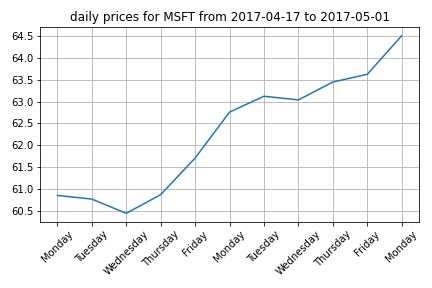 daily prices for MSFT from 2017-04-17 to 2017-05-01
64.5
64.0
63.5
63.0
62.5
62.0
61.5
61.0
60.5
Monday
Tuesday
Wednesday
Thursday
Friday
Monday
Tuesday
Wednesday
Thursday
Friday
Monday